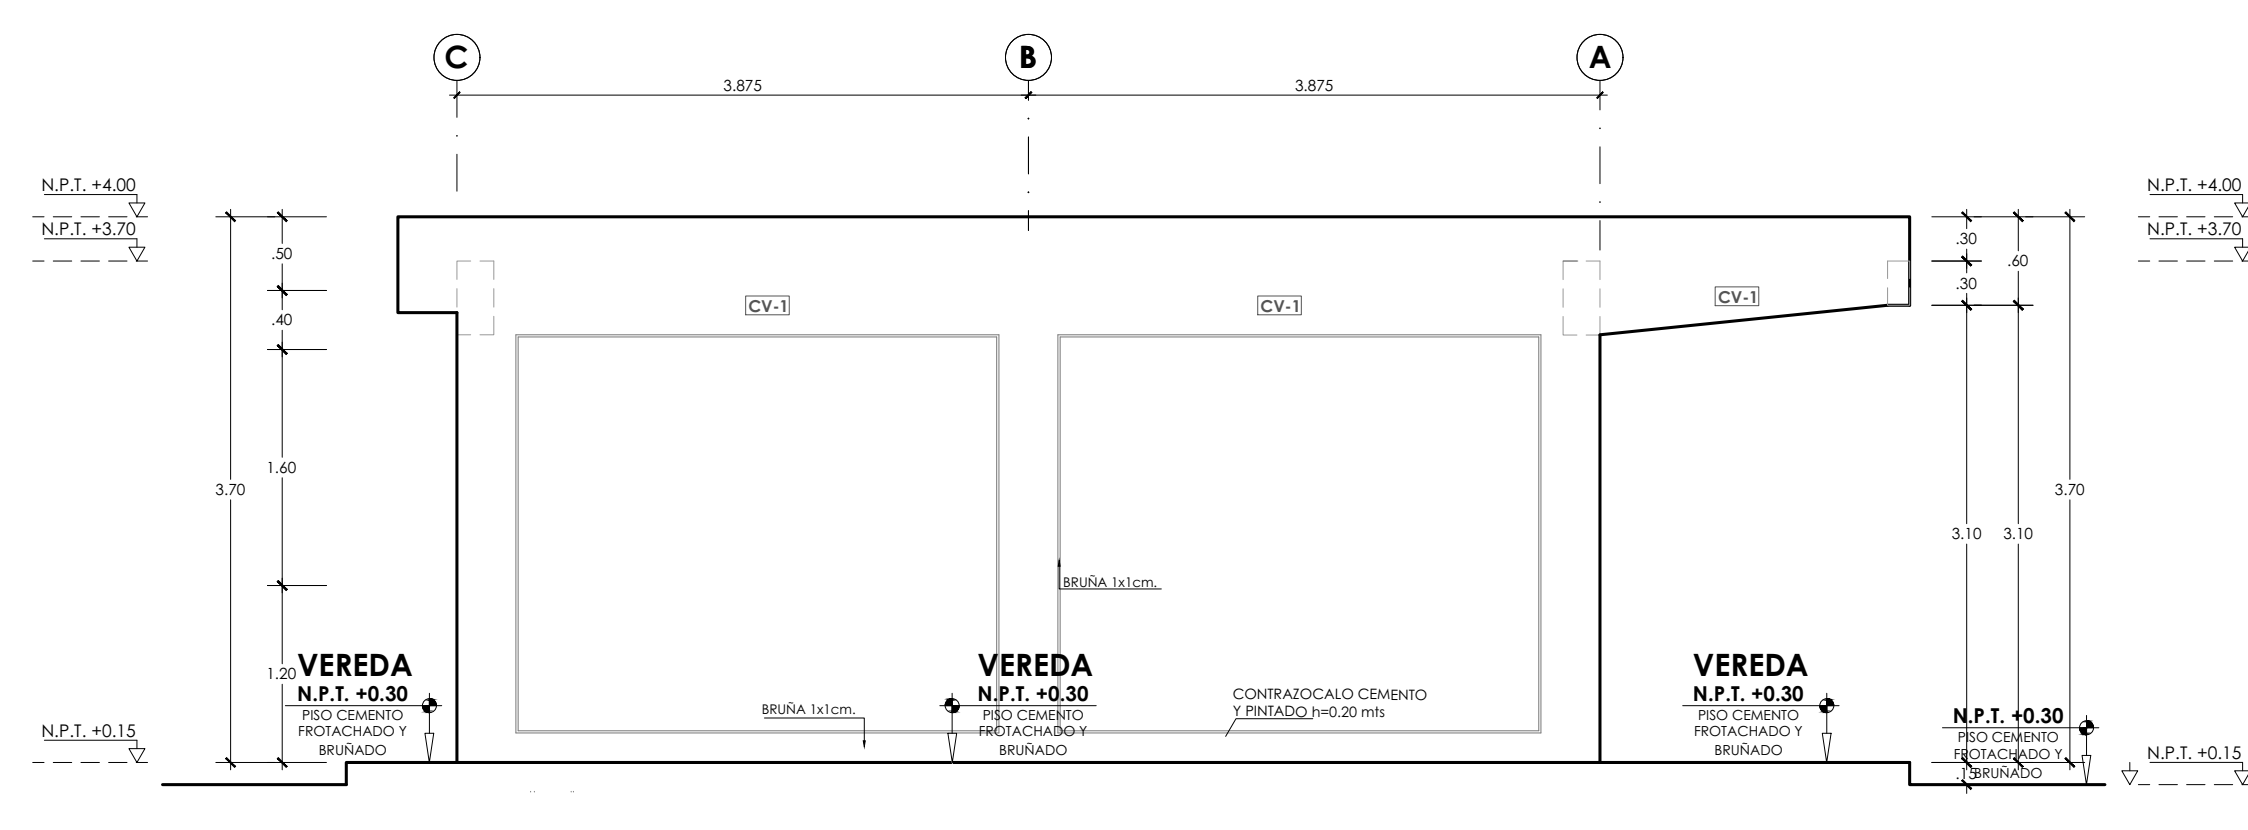 C
B
A
3.875
3.875
N.P.T. +4.00
N.P.T. +3.70
N.P.T. +4.00
N.P.T. +3.70
.50
.40
1.60
3.70
1.20
.30
.60
.30
3.70
3.10
3.10
.15
CV-1
CV-1
CV-1
BRUÑA 1x1cm.
VEREDA
N.P.T. +0.30
PISO CEMENTO
FROTACHADO Y
BRUÑADO
BRUÑA 1x1cm.
VEREDA
N.P.T. +0.30
PISO CEMENTO
FROTACHADO Y
BRUÑADO
CONTRAZOCALO CEMENTO
Y PINTADO h=0.20 mts
VEREDA
N.P.T. +0.30
PISO CEMENTO
FROTACHADO Y
BRUÑADO
N.P.T. +0.30
PISO CEMENTO
FROTACHADO Y
BRUÑADO
N.P.T. +0.15
N.P.T. +0.15